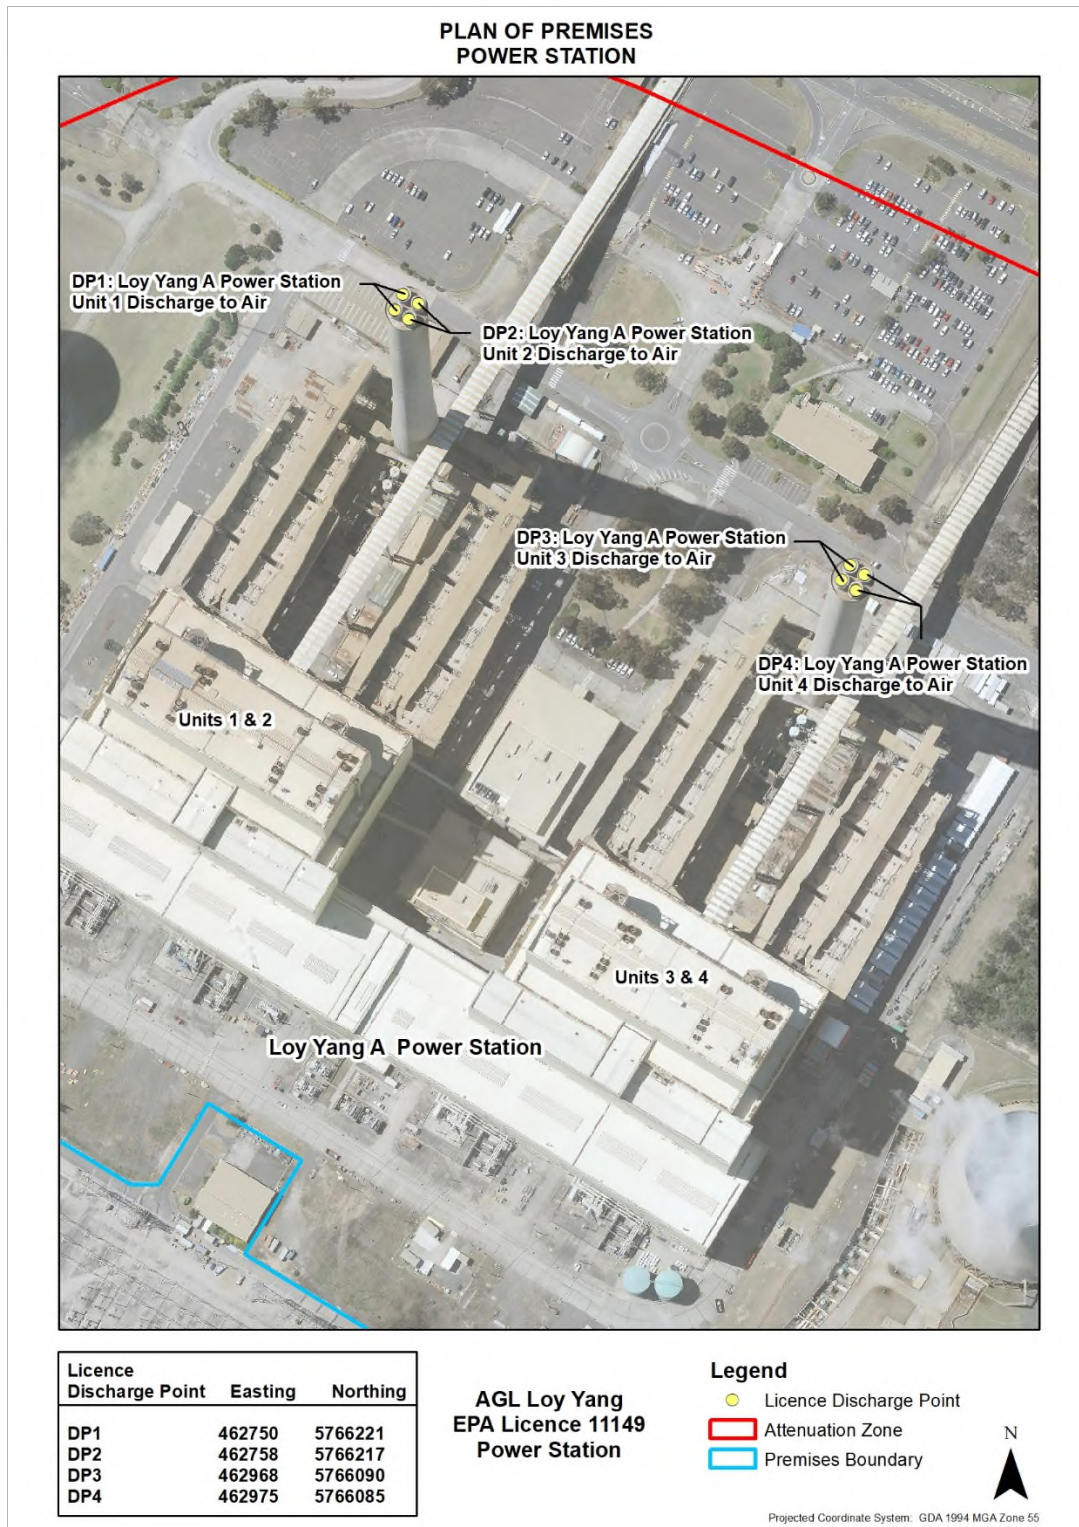 PLAN OF PREMISES
POWER STATION
DP1: Loy Yang A Power Station
Unit 1 Discharge to Air
DP2: Loy Yang A Power Station
Unit 2 Discharge to Air
DP3: Loy Yang A Power Station
Unit 3 Discharge to Air
DP4: Loy Yang A Power Station
Unit 4 Discharge to Air
Units 1 & 2
Units 3 & 4
Loy Yang A Power Station
Licence
Discharge Point Easting Northing
DP1 462750 5766221
DP2 462758 5766217
DP3 462968 5766090
DP4 462975 5766085
AGL Loy Yang
EPA Licence 11149
Power Station
Legend
Licence Discharge Point
Attenuation Zone
Premises Boundary
N
Projected Coordinate System: GDA 1994 MGA Zone 55